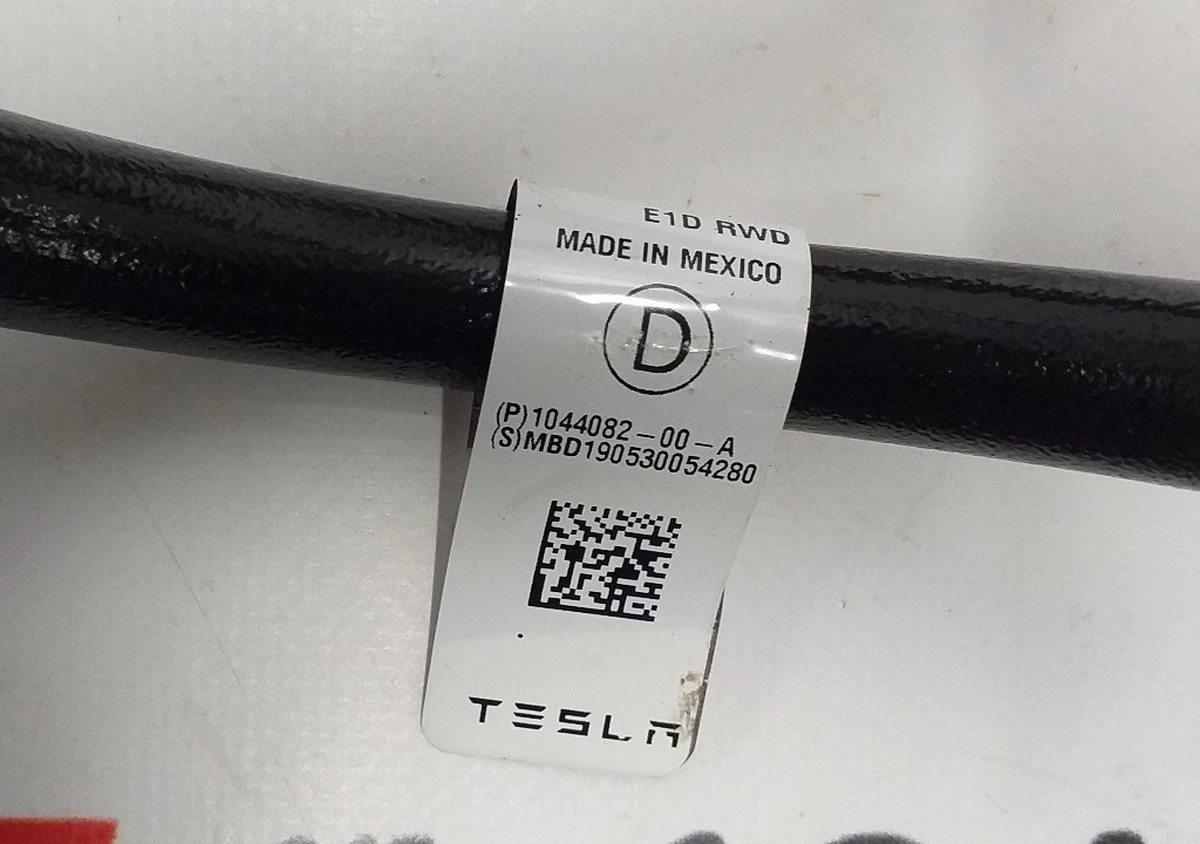 E1D RWD
MADE IN MEXICO
D
(P)1044082-00-A
(S)MBD190530054280
TESLA